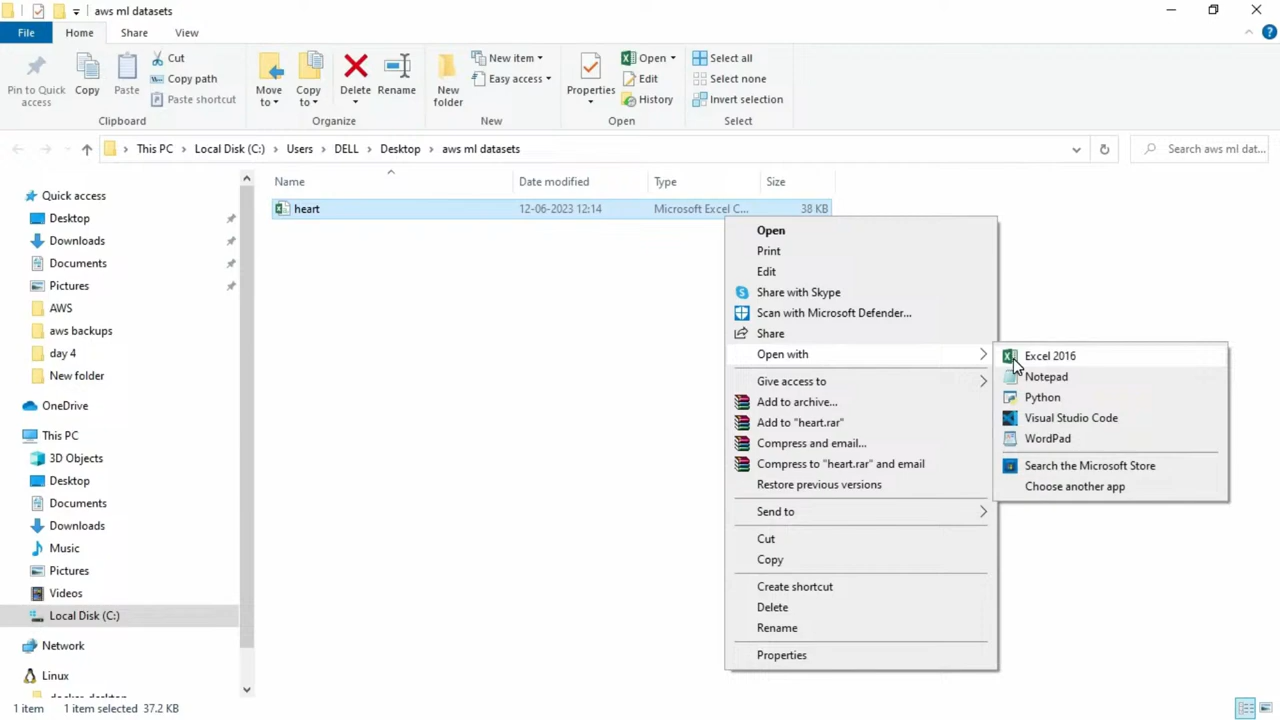 aws ml datasets
File
Home
Share
View
Pin to Quick
access
Copy
Paste
Cut
Copy path
Paste shortcut
Clipboard
Move
to
Copy
to
Delete
Rename
Organize
New
folder
New item
Easy access
New
Properties
Open
Edit
History
Open
Select all
Select none
Invert selection
Select
This PC
Local Disk (C:)
Users
DELL
Desktop
aws ml datasets
Search aws ml dat...
Name
Date modified
Type
Size
heart
12-06-2023 12:14
Microsoft Excel C...
38 KB
Quick access
Desktop
Downloads
Documents
Pictures
AWS
aws backups
day 4
New folder
OneDrive
This PC
3D Objects
Desktop
Documents
Downloads
Music
Pictures
Videos
Local Disk (C:)
Network
Linux
docker-desktop
Open
Print
Edit
Share with Skype
Scan with Microsoft Defender...
Share
Open with
Give access to
Add to archive...
Add to "heart.rar"
Compress and email...
Compress to "heart.rar" and email
Restore previous versions
Send to
Cut
Copy
Create shortcut
Delete
Rename
Properties
Excel 2016
Notepad
Python
Visual Studio Code
WordPad
Search the Microsoft Store
Choose another app
1 item
1 item selected 37.2 KB